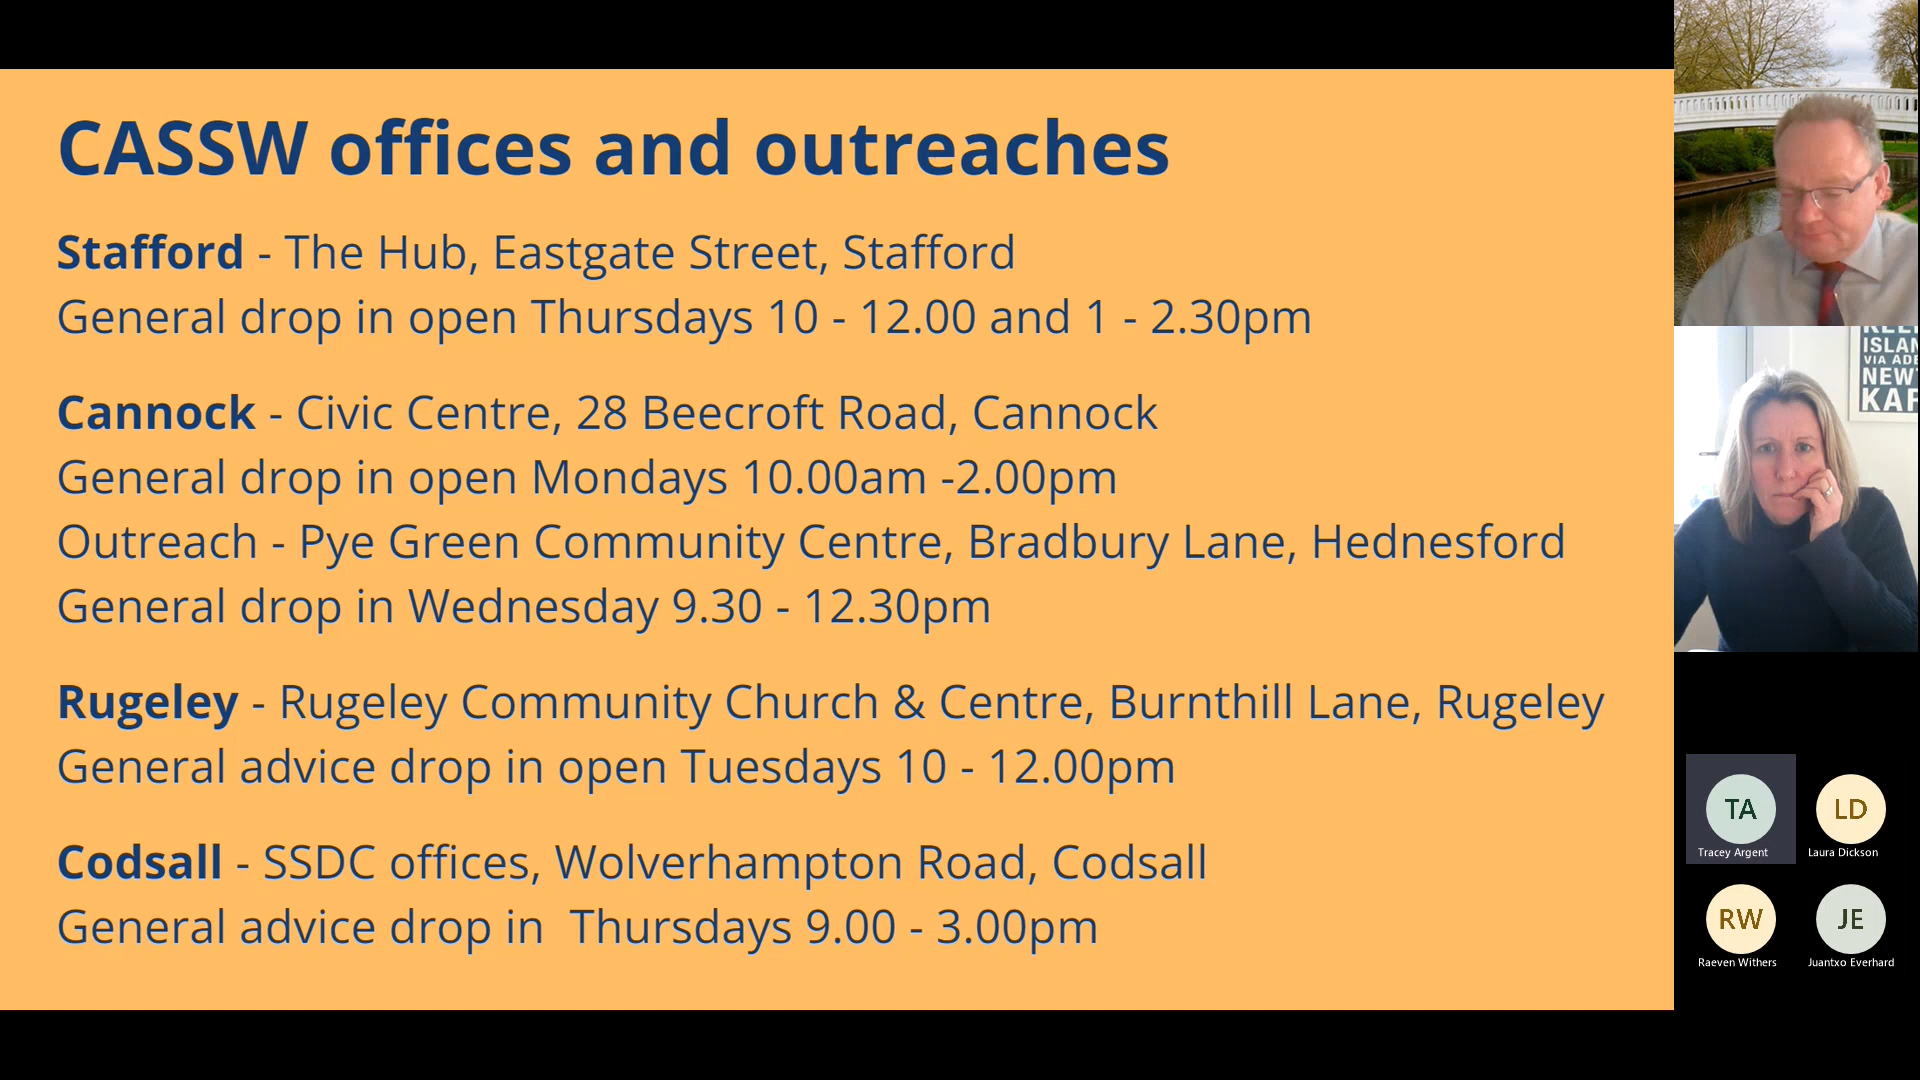 CASSW offices and outreaches
Stafford - The Hub, Eastgate Street, Stafford
General drop in open Thursdays 10 - 12.00 and 1 - 2.30pm
Cannock - Civic Centre, 28 Beecroft Road, Cannock
General drop in open Mondays 10.00am -2.00pm
Outreach - Pye Green Community Centre, Bradbury Lane, Hednesford
General drop in Wednesday 9.30 - 12.30pm
Rugeley - Rugeley Community Church & Centre, Burnthill Lane, Rugeley
General advice drop in open Tuesdays 10 - 12.00pm
Codsall - SSDC offices, Wolverhampton Road, Codsall
General advice drop in  Thursdays 9.00 - 3.00pm
ISLAN
VIA ADE
NEW
KAF
TA
Tracey Argent
LD
Laura Dickson
RW
Raeven Withers
JE
Juantxo Everhard